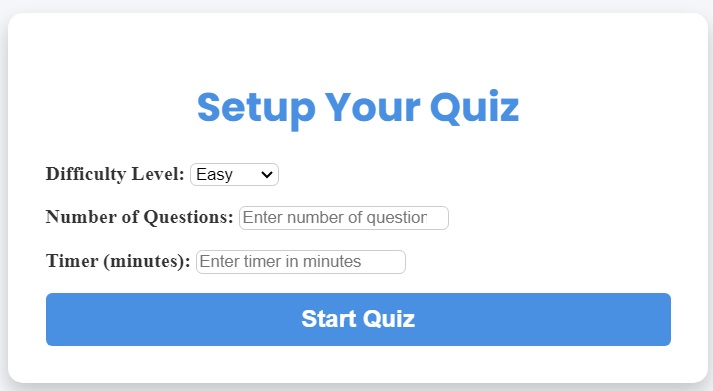 Setup Your Quiz
Difficulty Level: Easy
Number of Questions: Enter number of question
Timer (minutes): Enter timer in minutes
Start Quiz